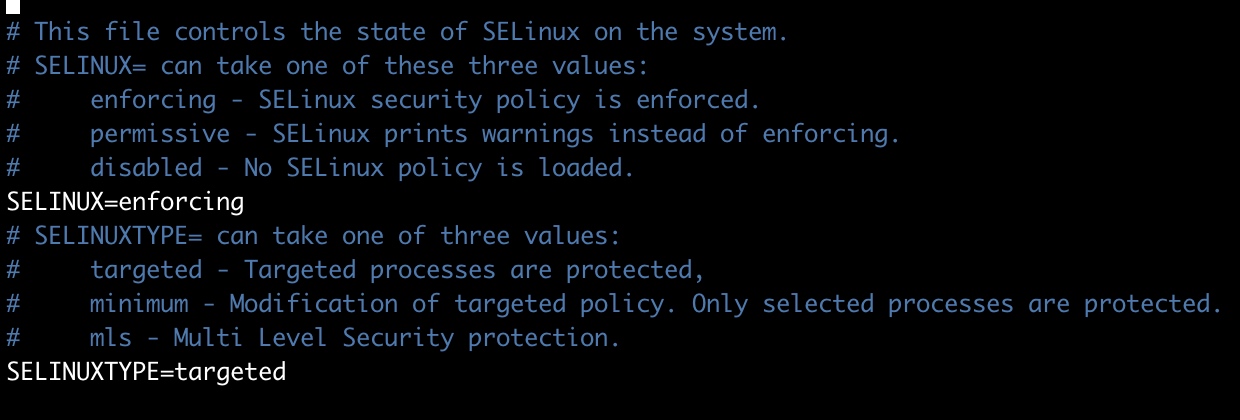 # This file controls the state of SELinux on the system.
# SELINUX= can take one of these three values:
#     enforcing - SELinux security policy is enforced.
#     permissive - SELinux prints warnings instead of enforcing.
#     disabled - No SELinux policy is loaded.
SELINUX=enforcing
# SELINUXTYPE= can take one of three values:
#     targeted - Targeted processes are protected,
#     minimum - Modification of targeted policy. Only selected processes are protected.
#     mls - Multi Level Security protection.
SELINUXTYPE=targeted